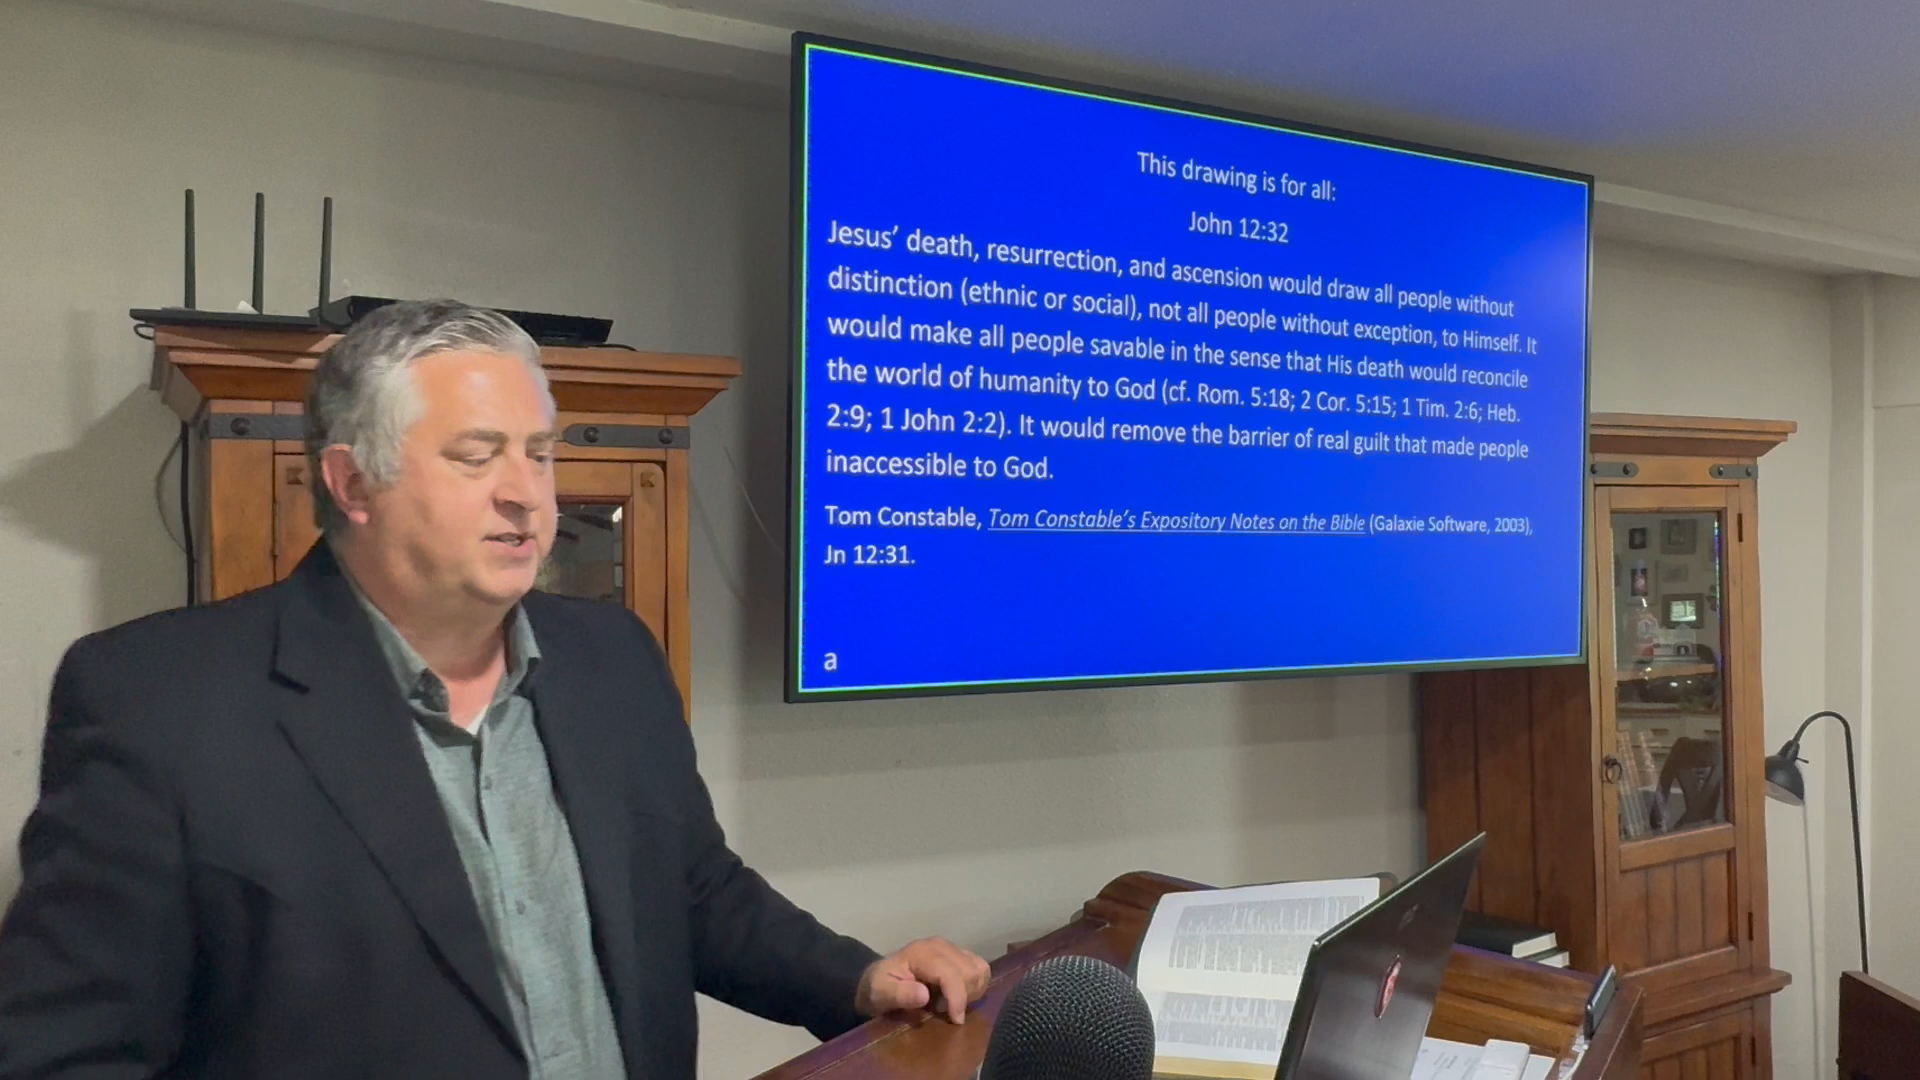 This drawing is for all:
John 12:32
Jesus’ death, resurrection, and ascension would draw all people without
distinction (ethnic or social), not all people without exception, to Himself. It
would make all people savable in the sense that His death would reconcile
the world of humanity to God (cf. Rom. 5:18; 2 Cor. 5:15; 1 Tim. 2:6; Heb.
2:9; 1 John 2:2). It would remove the barrier of real guilt that made people
inaccessible to God.
Tom Constable, Tom Constable’s Expository Notes on the Bible (Galaxie Software, 2003),
Jn 12:31.
a